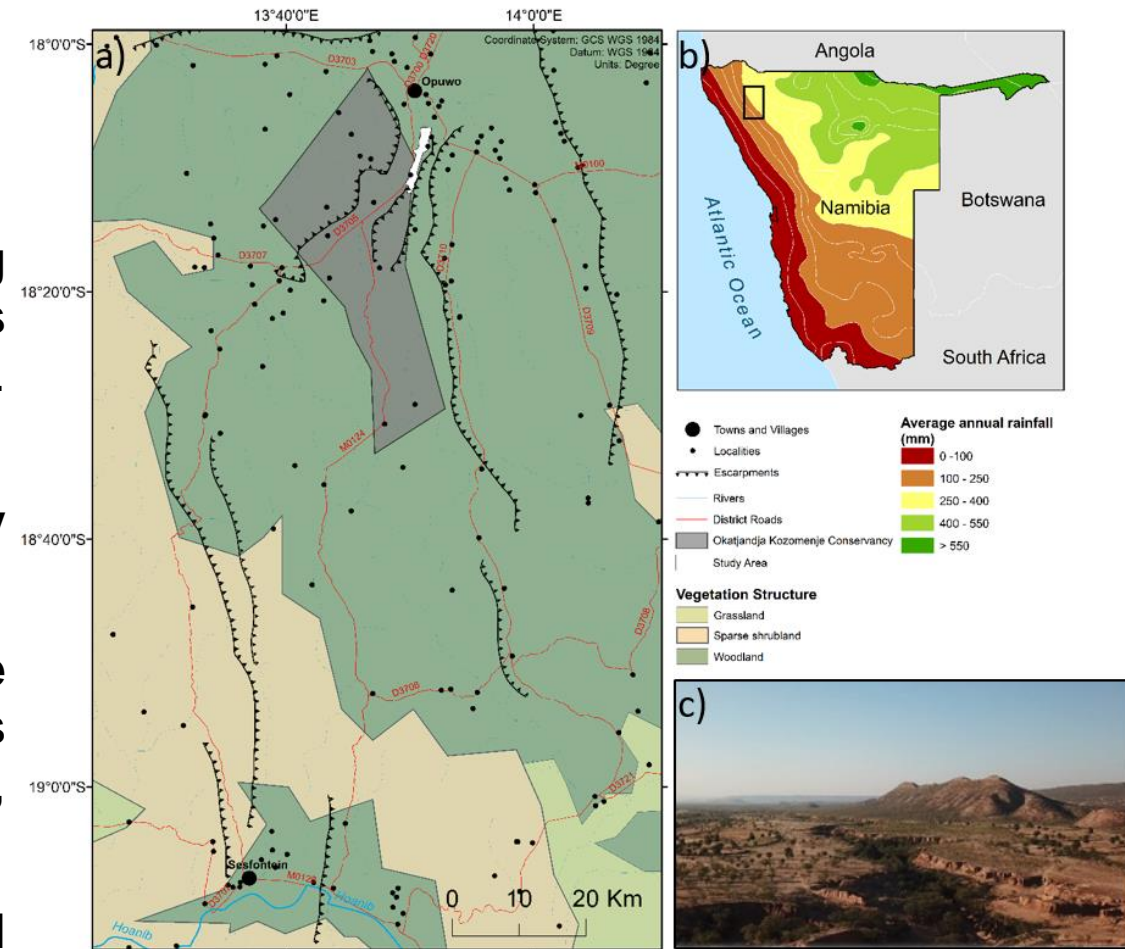 13°40'0"E
14°0'0"E
a)
Coordinate System: GCS WGS 1984
Datum: WGS 1984
Units: Degree
18°0'0"S
D3703
D3700
D3720
Opuwo
M0100
D3705
D3707
D3710
18°20'0"S
D3709
M0124
18°40'0"S
D3708
D3708
19°0'0"S
D3721
Sesfontein
Hoanib
Hoanib
0 10 20 Km
b)
Angola
Namibia
Botswana
Atlantic Ocean
South Africa
Towns and Villages
Localities
Escarpments
Rivers
District Roads
Okatjandja Kozomenje Conservancy
Study Area
Vegetation Structure
Grassland
Sparse shrubland
Woodland
Average annual rainfall
(mm)
0 -100
100 - 250
250 - 400
400 - 550
> 550
c)